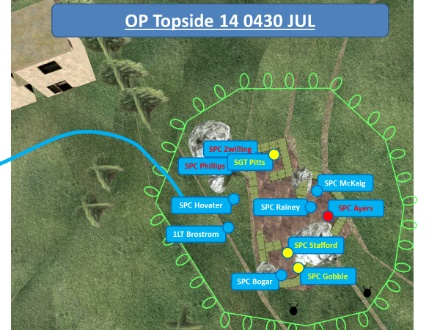 OP Topside 14 0430 JUL
SPC Zwilling
SPC Phillips
SGT Pitts
SPC McKaig
SPC Hovater
SPC Rainey
SPC Ayers
1LT Brostrom
SPC Stafford
SPC Bogar
SPC Gobble